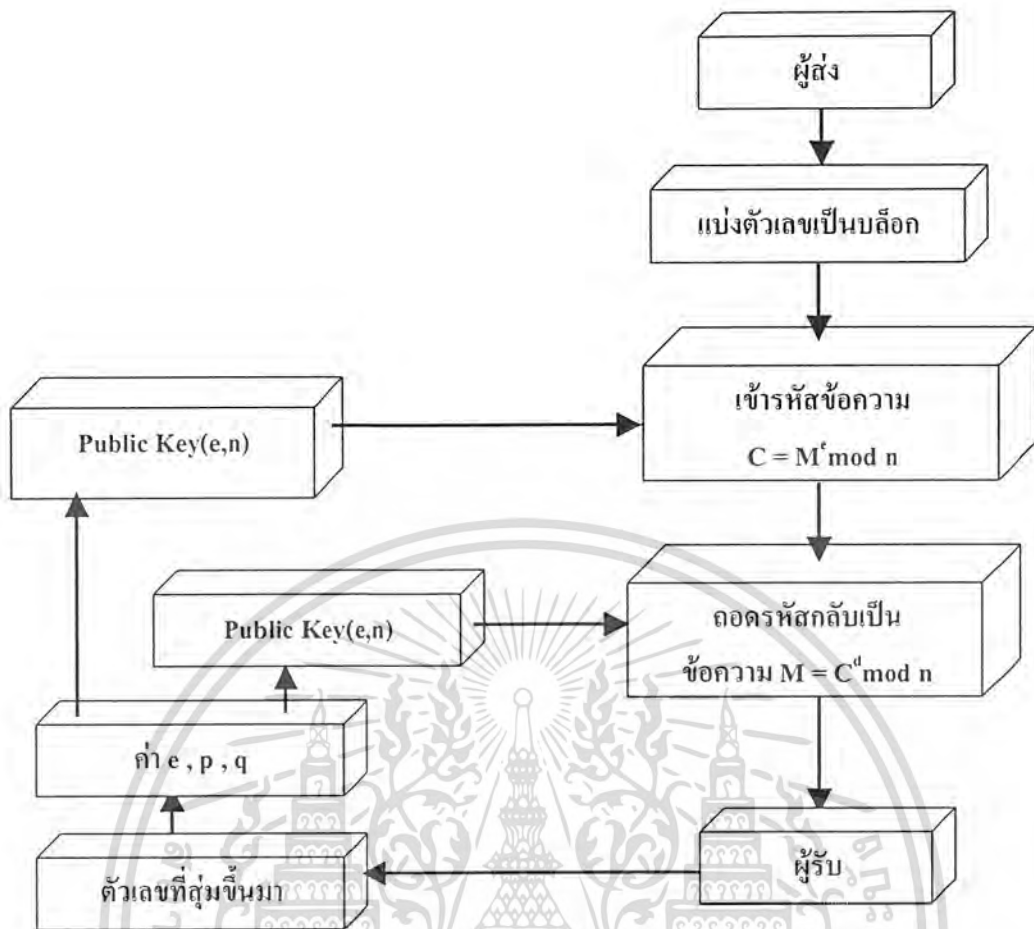 ผู้ส่ง
แบ่งตัวเลขเป็นบล็อก
เข้ารหัสข้อความ
C = Mᵉ mod n
Public Key(e,n)
ถอดรหัสกลับเป็น
ข้อความ M = Cᵈ mod n
Public Key(e,n)
ค่า e , p , q
ผู้รับ
ตัวเลขที่สุ่มขึ้นมา